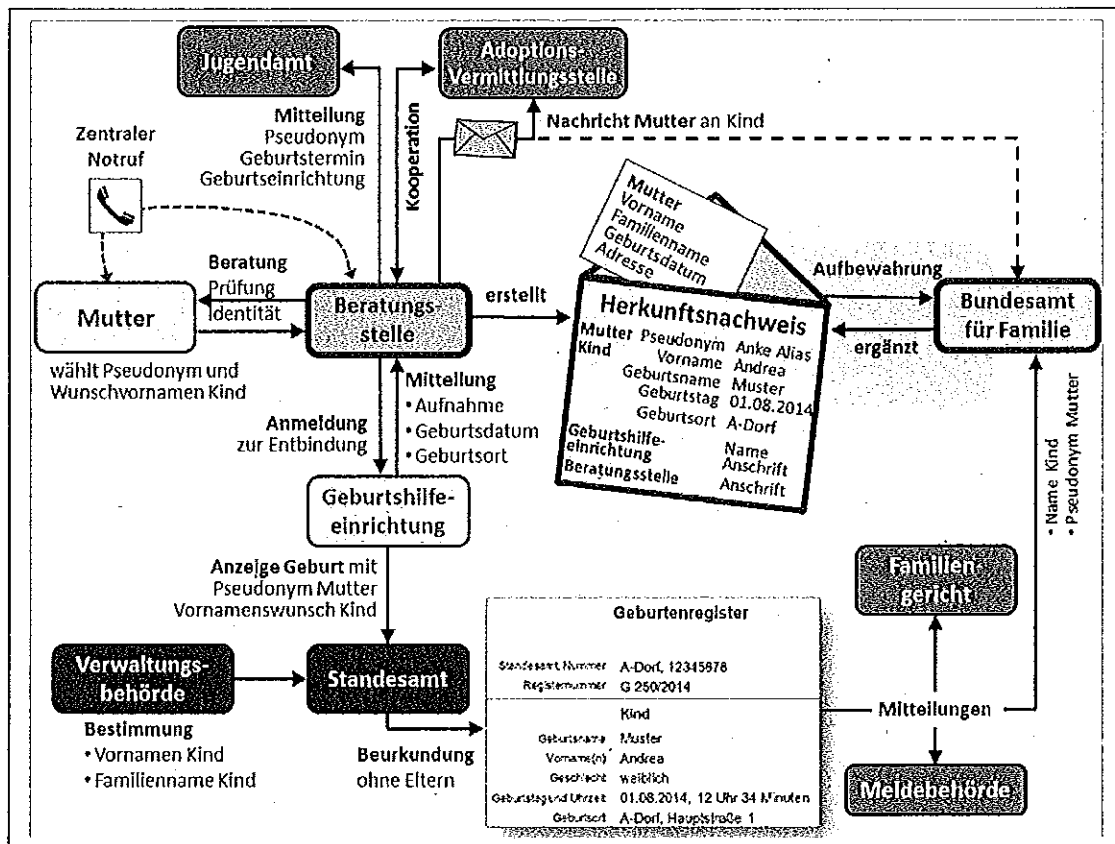 Jugendamt
Adoptions-
Vermittlungsstelle
Mitteilung
Pseudonym
Geburtstermin
Geburtseinrichtung
Kooperation
Nachricht Mutter an Kind
Zentraler
Notruf
Mutter
Vorname
Familienname
Geburtsdatum
Adresse
Beratung
Prüfung
Identität
Mutter
Beratungs-
stelle
erstellt
Aufbewahrung
ergänzt
Bundesamt
für Familie
wählt Pseudonym und
Wunschvornamen Kind
Herkunftsnachweis
Mutter Pseudonym Anke Alias
Kind Vorname Andrea
Geburtsname Muster
Geburtstag 01.08.2014
Geburtsort A-Dorf
Geburtshilfe-
einrichtung Name
Anschrift
Beratungsstelle Anschrift
Anmeldung
zur Entbindung
Mitteilung
• Aufnahme
• Geburtsdatum
• Geburtsort
• Name Kind
• Pseudonym Mutter
Geburtshilfe-
einrichtung
Anzeige Geburt mit
Pseudonym Mutter
Vornamenswunsch Kind
Verwaltungs-
behörde
Standesamt
Bestimmung
• Vornamen Kind
• Familienname Kind
Beurkundung
ohne Eltern
Geburtenregister
Standesamt, Nummer A-Dorf, 12345678
Registernummer G 250/2014
Kind
Geburtsname Muster
Vorname(n) Andrea
Geschlecht weiblich
Geburtstag und Uhrzeit 01.08.2014, 12 Uhr 34 Minuten
Geburtsort A-Dorf, Hauptstraße 1
Familien-
gericht
Mitteilungen
Meldebehörde